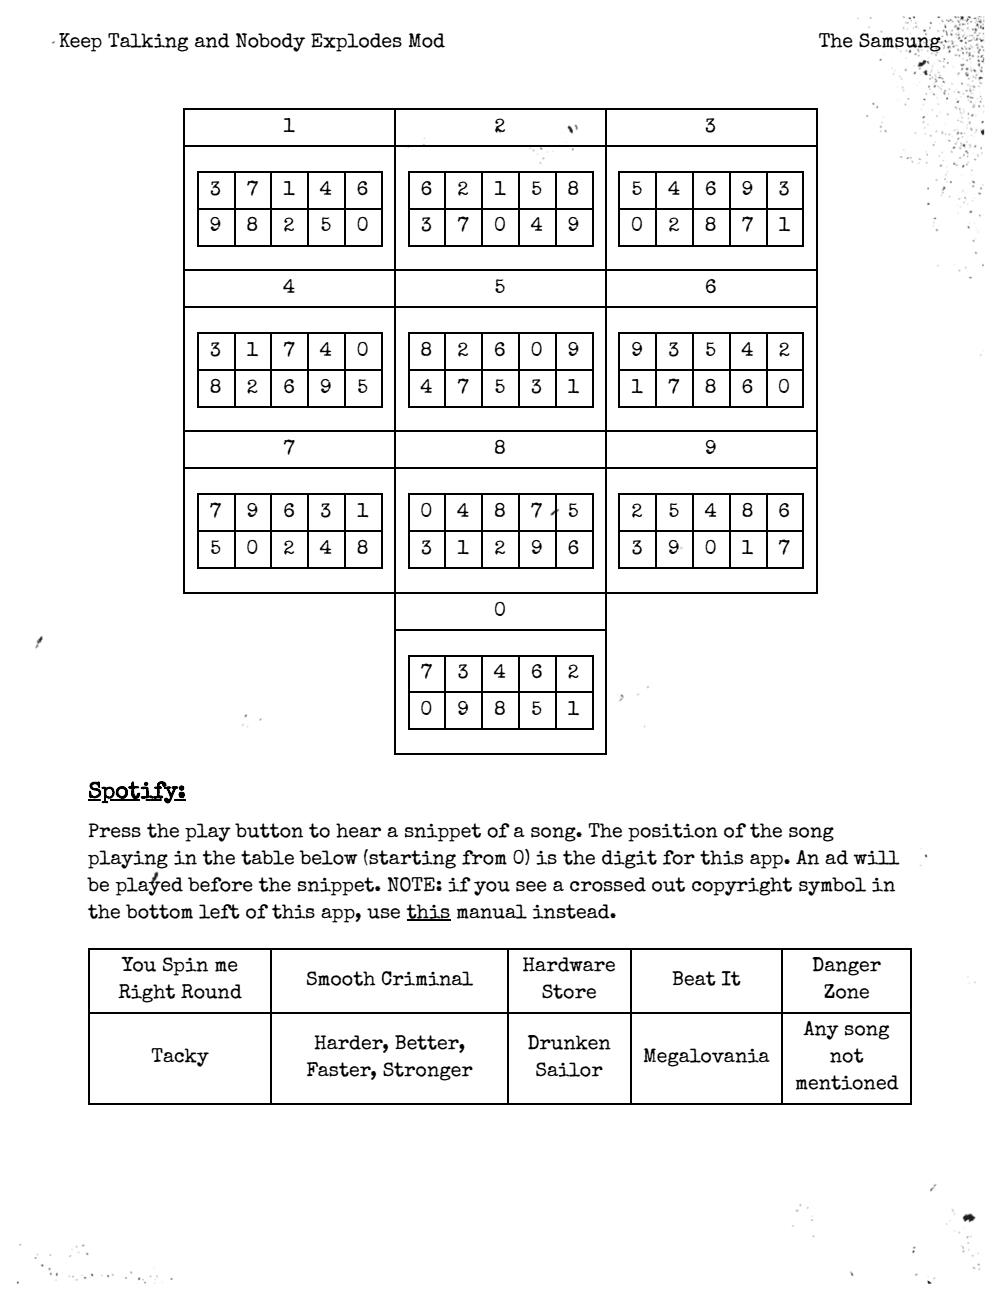 Keep Talking and Nobody Explodes Mod The Samsung
1 2 3
3 7 1 4 6 6 2 1 5 8 5 4 6 9 3
9 8 2 5 0 3 7 0 4 9 0 2 8 7 1
4 5 6
3 1 7 4 0 8 2 6 0 9 9 3 5 4 2
8 2 6 9 5 4 7 5 3 1 1 7 8 6 0
7 8 9
7 9 6 3 1 0 4 8 7 5 2 5 4 8 6
5 0 2 4 8 3 1 2 9 6 3 9 0 1 7
0
7 3 4 6 2
0 9 8 5 1
Spotify:
Press the play button to hear a snippet of a song. The position of the song
playing in the table below (starting from 0) is the digit for this app. An ad will
be played before the snippet. NOTE: if you see a crossed out copyright symbol in
the bottom left of this app, use this manual instead.
You Spin me
Right Round
Smooth Criminal
Hardware
Store
Beat It
Danger
Zone
Tacky
Harder, Better,
Faster, Stronger
Drunken
Sailor
Megalovania
Any song
not
mentioned